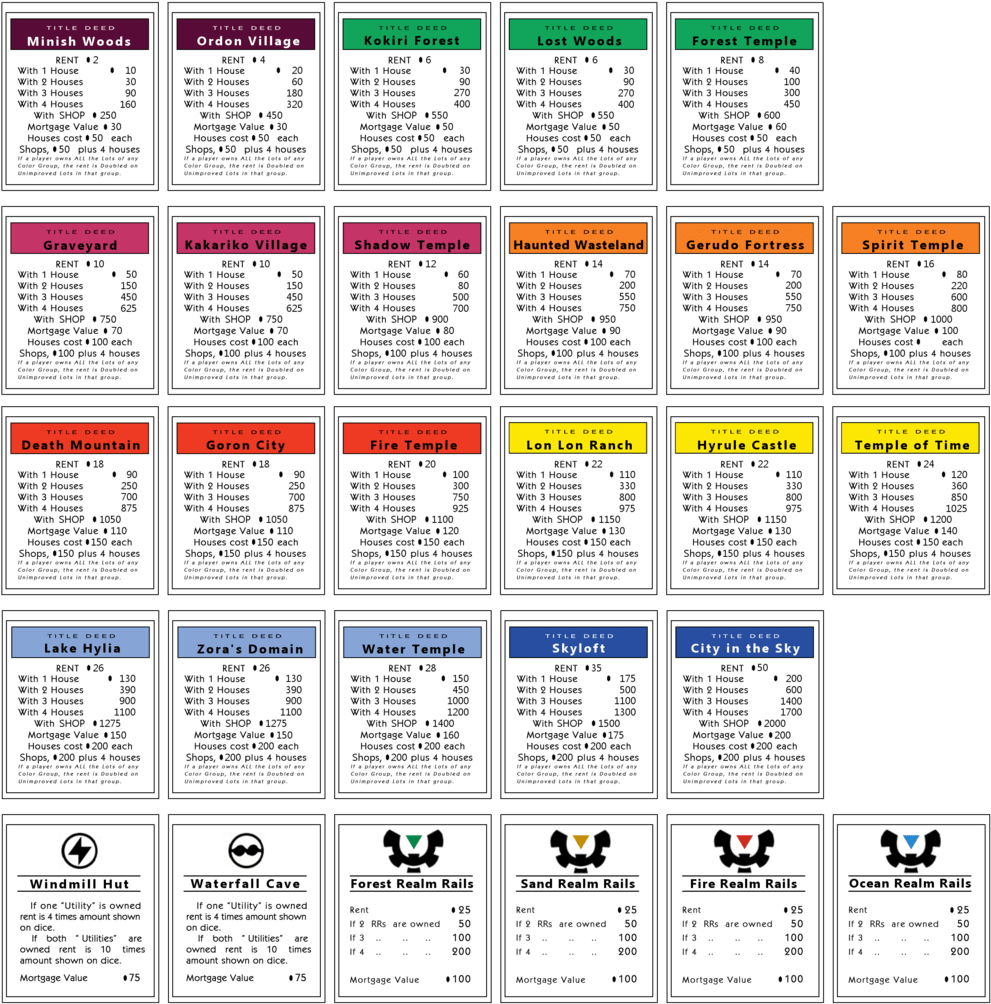 TITLE DEED
Minish Woods
RENT 2
With 1 House 10
With 2 Houses 30
With 3 Houses 90
With 4 Houses 160
With SHOP 250
Mortgage Value 30
Houses cost 50 each
Shops, 50 plus 4 houses
If a player owns ALL the Lots of any
Color Group, the rent is Doubled on
Unimproved Lots in that group.
TITLE DEED
Ordon Village
RENT 4
With 1 House 20
With 2 Houses 60
With 3 Houses 180
With 4 Houses 320
With SHOP 450
Mortgage Value 30
Houses cost 50 each
Shops, 50 plus 4 houses
If a player owns ALL the Lots of any
Color Group, the rent is Doubled on
Unimproved Lots in that group.
TITLE DEED
Kokiri Forest
RENT 6
With 1 House 30
With 2 Houses 90
With 3 Houses 270
With 4 Houses 400
With SHOP 550
Mortgage Value 50
Houses cost 50 each
Shops, 50 plus 4 houses
If a player owns ALL the Lots of any
Color Group, the rent is Doubled on
Unimproved Lots in that group.
TITLE DEED
Lost Woods
RENT 6
With 1 House 30
With 2 Houses 90
With 3 Houses 270
With 4 Houses 400
With SHOP 550
Mortgage Value 50
Houses cost 50 each
Shops, 50 plus 4 houses
If a player owns ALL the Lots of any
Color Group, the rent is Doubled on
Unimproved Lots in that group.
TITLE DEED
Forest Temple
RENT 8
With 1 House 40
With 2 Houses 100
With 3 Houses 300
With 4 Houses 450
With SHOP 600
Mortgage Value 60
Houses cost 50 each
Shops, 50 plus 4 houses
If a player owns ALL the Lots of any
Color Group, the rent is Doubled on
Unimproved Lots in that group.
TITLE DEED
Graveyard
RENT 10
With 1 House 50
With 2 Houses 150
With 3 Houses 450
With 4 Houses 625
With SHOP 750
Mortgage Value 70
Houses cost 100 each
Shops, 100 plus 4 houses
If a player owns ALL the Lots of any
Color Group, the rent is Doubled on
Unimproved Lots in that group.
TITLE DEED
Kakariko Village
RENT 10
With 1 House 50
With 2 Houses 150
With 3 Houses 450
With 4 Houses 625
With SHOP 750
Mortgage Value 70
Houses cost 100 each
Shops, 100 plus 4 houses
If a player owns ALL the Lots of any
Color Group, the rent is Doubled on
Unimproved Lots in that group.
TITLE DEED
Shadow Temple
RENT 12
With 1 House 60
With 2 Houses 80
With 3 Houses 500
With 4 Houses 700
With SHOP 900
Mortgage Value 80
Houses cost 100 each
Shops, 100 plus 4 houses
If a player owns ALL the Lots of any
Color Group, the rent is Doubled on
Unimproved Lots in that group.
TITLE DEED
Haunted Wasteland
RENT 14
With 1 House 70
With 2 Houses 200
With 3 Houses 550
With 4 Houses 750
With SHOP 950
Mortgage Value 90
Houses cost 100 each
Shops, 100 plus 4 houses
If a player owns ALL the Lots of any
Color Group, the rent is Doubled on
Unimproved Lots in that group.
TITLE DEED
Gerudo Fortress
RENT 14
With 1 House 70
With 2 Houses 200
With 3 Houses 550
With 4 Houses 750
With SHOP 950
Mortgage Value 90
Houses cost 100 each
Shops, 100 plus 4 houses
If a player owns ALL the Lots of any
Color Group, the rent is Doubled on
Unimproved Lots in that group.
TITLE DEED
Spirit Temple
RENT 16
With 1 House 80
With 2 Houses 220
With 3 Houses 600
With 4 Houses 800
With SHOP 1000
Mortgage Value 100
Houses cost each
Shops, 100 plus 4 houses
If a player owns ALL the Lots of any
Color Group, the rent is Doubled on
Unimproved Lots in that group.
TITLE DEED
Death Mountain
RENT 18
With 1 House 90
With 2 Houses 250
With 3 Houses 700
With 4 Houses 875
With SHOP 1050
Mortgage Value 110
Houses cost 150 each
Shops, 150 plus 4 houses
If a player owns ALL the Lots of any
Color Group, the rent is Doubled on
Unimproved Lots in that group.
TITLE DEED
Goron City
RENT 18
With 1 House 90
With 2 Houses 250
With 3 Houses 700
With 4 Houses 875
With SHOP 1050
Mortgage Value 110
Houses cost 150 each
Shops, 150 plus 4 houses
If a player owns ALL the Lots of any
Color Group, the rent is Doubled on
Unimproved Lots in that group.
TITLE DEED
Fire Temple
RENT 20
With 1 House 100
With 2 Houses 300
With 3 Houses 750
With 4 Houses 925
With SHOP 1100
Mortgage Value 120
Houses cost 150 each
Shops, 150 plus 4 houses
If a player owns ALL the Lots of any
Color Group, the rent is Doubled on
Unimproved Lots in that group.
TITLE DEED
Lon Lon Ranch
RENT 22
With 1 House 110
With 2 Houses 330
With 3 Houses 800
With 4 Houses 975
With SHOP 1150
Mortgage Value 130
Houses cost 150 each
Shops, 150 plus 4 houses
If a player owns ALL the Lots of any
Color Group, the rent is Doubled on
Unimproved Lots in that group.
TITLE DEED
Hyrule Castle
RENT 22
With 1 House 110
With 2 Houses 330
With 3 Houses 800
With 4 Houses 975
With SHOP 1150
Mortgage Value 130
Houses cost 150 each
Shops, 150 plus 4 houses
If a player owns ALL the Lots of any
Color Group, the rent is Doubled on
Unimproved Lots in that group.
TITLE DEED
Temple of Time
RENT 24
With 1 House 120
With 2 Houses 360
With 3 Houses 850
With 4 Houses 1025
With SHOP 1200
Mortgage Value 140
Houses cost 150 each
Shops, 150 plus 4 houses
If a player owns ALL the Lots of any
Color Group, the rent is Doubled on
Unimproved Lots in that group.
TITLE DEED
Lake Hylia
RENT 26
With 1 House 130
With 2 Houses 390
With 3 Houses 900
With 4 Houses 1100
With SHOP 1275
Mortgage Value 150
Houses cost 200 each
Shops, 200 plus 4 houses
If a player owns ALL the Lots of any
Color Group, the rent is Doubled on
Unimproved Lots in that group.
TITLE DEED
Zora's Domain
RENT 26
With 1 House 130
With 2 Houses 390
With 3 Houses 900
With 4 Houses 1100
With SHOP 1275
Mortgage Value 150
Houses cost 200 each
Shops, 200 plus 4 houses
If a player owns ALL the Lots of any
Color Group, the rent is Doubled on
Unimproved Lots in that group.
TITLE DEED
Water Temple
RENT 28
With 1 House 150
With 2 Houses 450
With 3 Houses 1000
With 4 Houses 1200
With SHOP 1400
Mortgage Value 160
Houses cost 200 each
Shops, 200 plus 4 houses
If a player owns ALL the Lots of any
Color Group, the rent is Doubled on
Unimproved Lots in that group.
TITLE DEED
Skyloft
RENT 35
With 1 House 175
With 2 Houses 500
With 3 Houses 1100
With 4 Houses 1300
With SHOP 1500
Mortgage Value 175
Houses cost 200 each
Shops, 200 plus 4 houses
If a player owns ALL the Lots of any
Color Group, the rent is Doubled on
Unimproved Lots in that group.
TITLE DEED
City in the Sky
RENT 50
With 1 House 200
With 2 Houses 600
With 3 Houses 1400
With 4 Houses 1700
With SHOP 2000
Mortgage Value 200
Houses cost 200 each
Shops, 200 plus 4 houses
If a player owns ALL the Lots of any
Color Group, the rent is Doubled on
Unimproved Lots in that group.
Windmill Hut
If one "Utility" is owned
rent is 4 times amount shown
on dice.
If both "Utilities" are
owned rent is 10 times
amount shown on dice.
Mortgage Value 75
Waterfall Cave
If one "Utility" is owned
rent is 4 times amount shown
on dice.
If both "Utilities" are
owned rent is 10 times
amount shown on dice.
Mortgage Value 75
Forest Realm Rails
Rent 25
If 2 RRs are owned 50
If 3 .. .. .. 100
If 4 .. .. .. 200
Mortgage Value 100
Sand Realm Rails
Rent 25
If 2 RRs are owned 50
If 3 .. .. .. 100
If 4 .. .. .. 200
Mortgage Value 100
Fire Realm Rails
Rent 25
If 2 RRs are owned 50
If 3 .. .. .. 100
If 4 .. .. .. 200
Mortgage Value 100
Ocean Realm Rails
Rent 25
If 2 RRs are owned 50
If 3 .. .. .. 100
If 4 .. .. .. 200
Mortgage Value 100